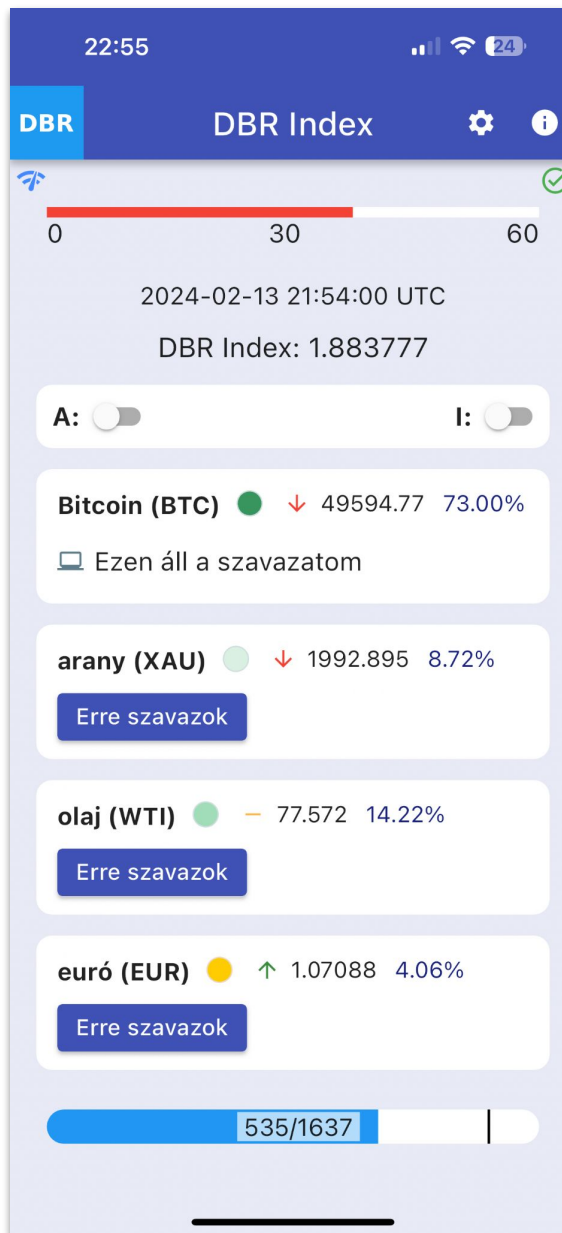 22:55 24
DBR DBR Index
0 30 60
2024-02-13 21:54:00 UTC
DBR Index: 1.883777
A: I:
Bitcoin (BTC) 49594.77 73.00%
Ezen áll a szavazatom
arany (XAU) 1992.895 8.72%
Erre szavazok
olaj (WTI) 77.572 14.22%
Erre szavazok
euró (EUR) 1.07088 4.06%
Erre szavazok
535/1637